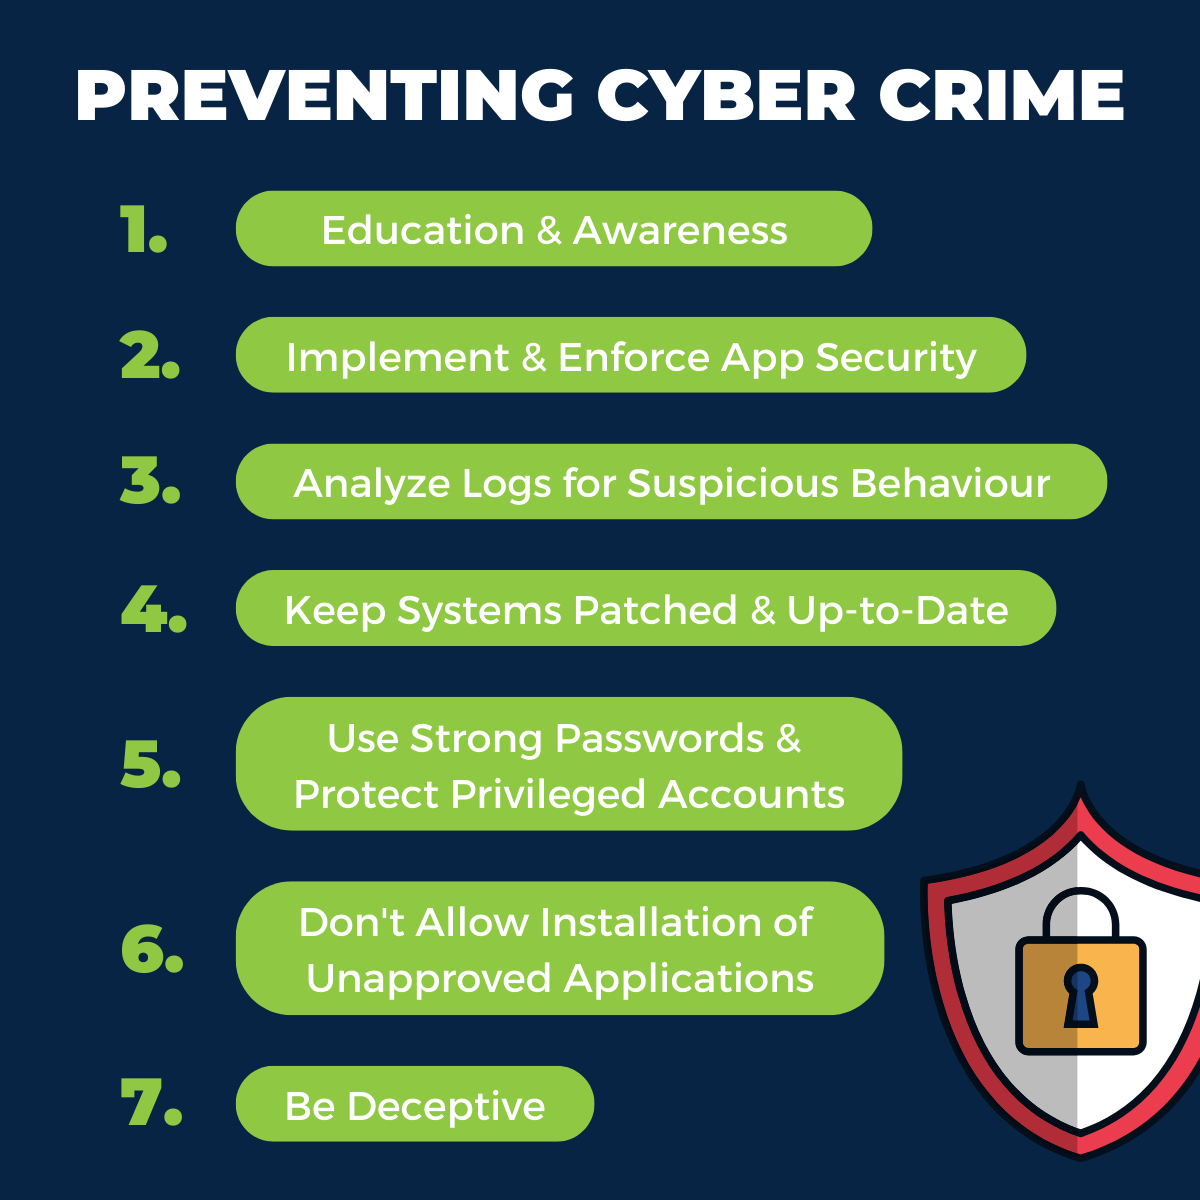 PREVENTING CYBER CRIME
1. Education & Awareness
2. Implement & Enforce App Security
3. Analyze Logs for Suspicious Behaviour
4. Keep Systems Patched & Up-to-Date
5. Use Strong Passwords &
Protect Privileged Accounts
6. Don't Allow Installation of
Unapproved Applications
7. Be Deceptive